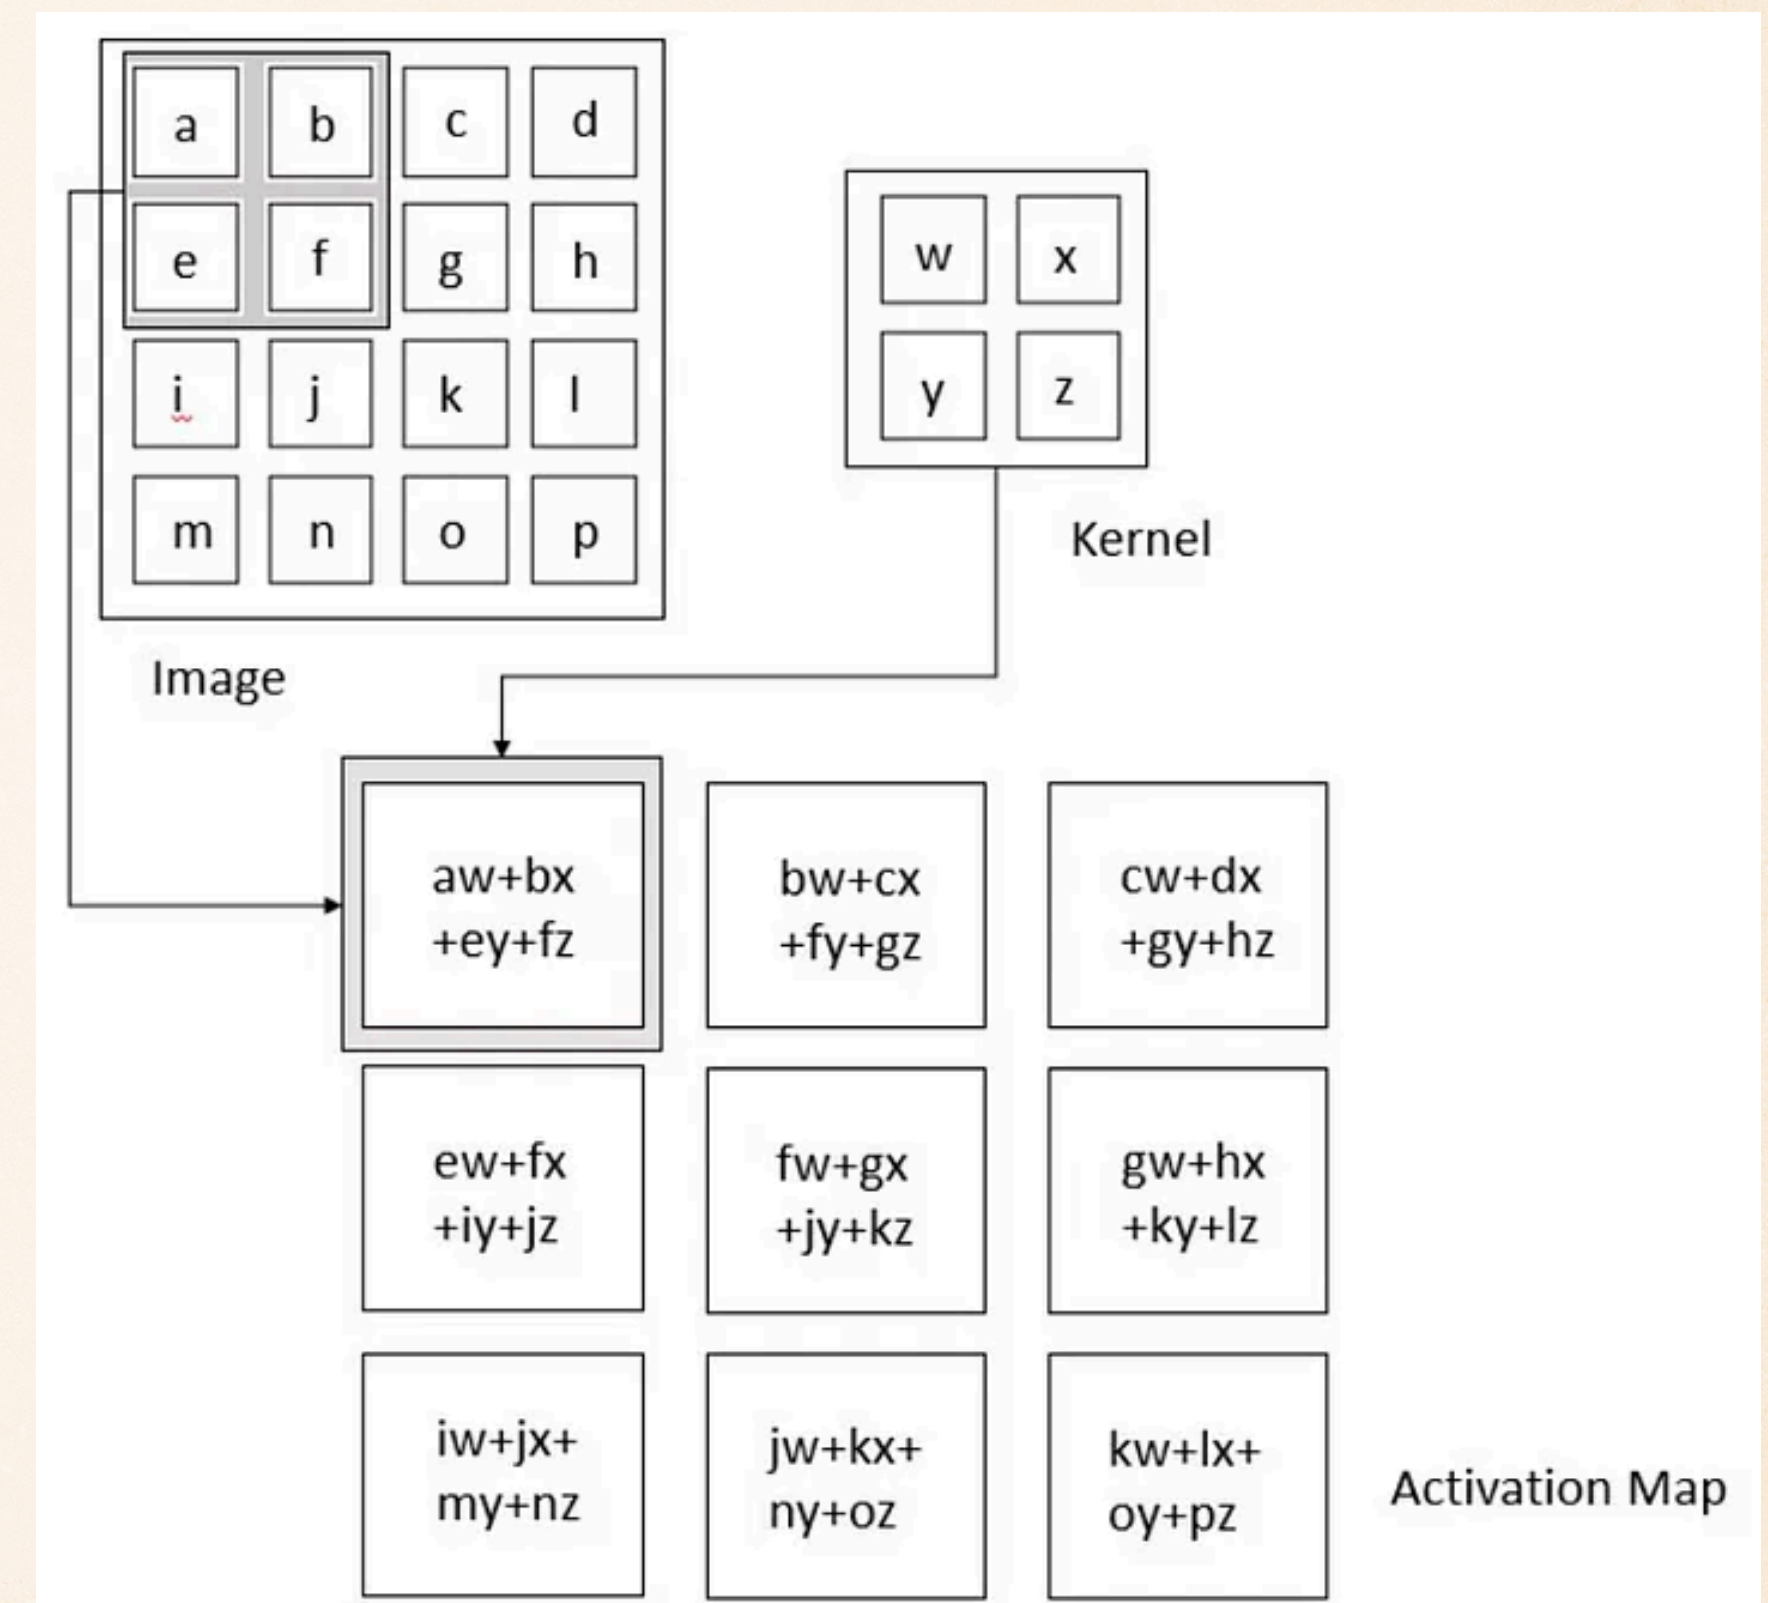 a b c d
e f g h
i j k l
m n o p
Image
w x
y z
Kernel
aw+bx
+ey+fz
bw+cx
+fy+gz
cw+dx
+gy+hz
ew+fx
+iy+jz
fw+gx
+jy+kz
gw+hx
+ky+lz
iw+jx+
my+nz
jw+kx+
ny+oz
kw+lx+
oy+pz
Activation Map